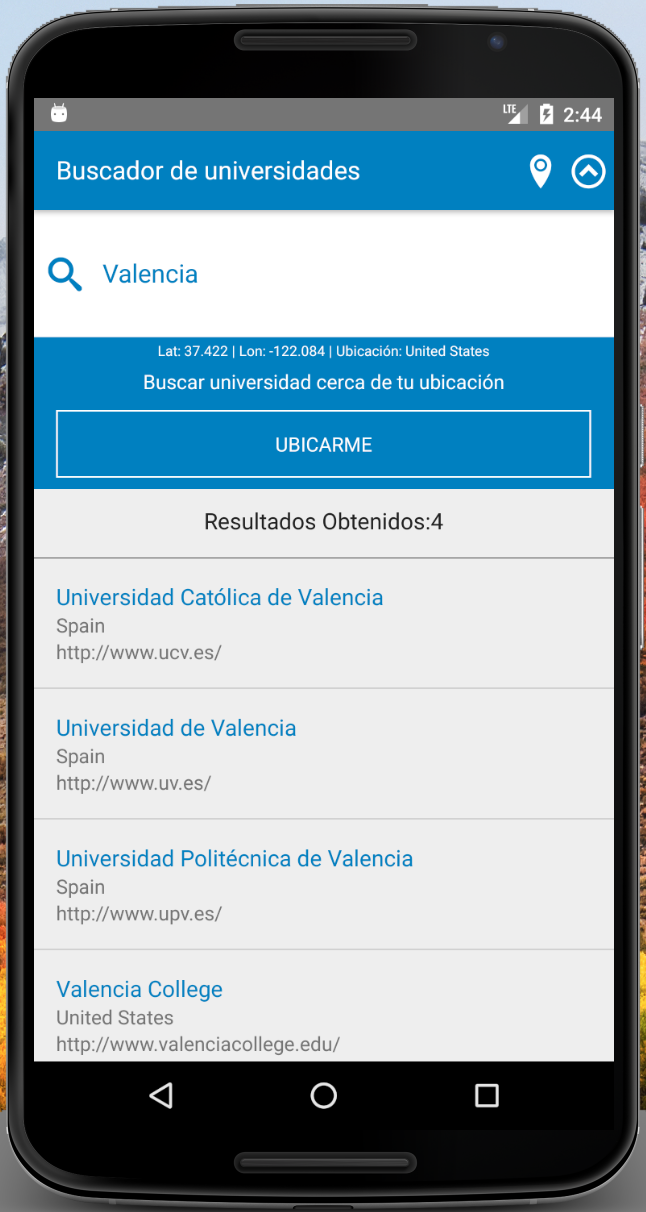 LTE 2:44
Buscador de universidades
Valencia
Lat: 37.422 | Lon: -122.084 | Ubicación: United States
Buscar universidad cerca de tu ubicación
UBICARME
Resultados Obtenidos:4
Universidad Católica de Valencia
Spain
http://www.ucv.es/
Universidad de Valencia
Spain
http://www.uv.es/
Universidad Politécnica de Valencia
Spain
http://www.upv.es/
Valencia College
United States
http://www.valenciacollege.edu/